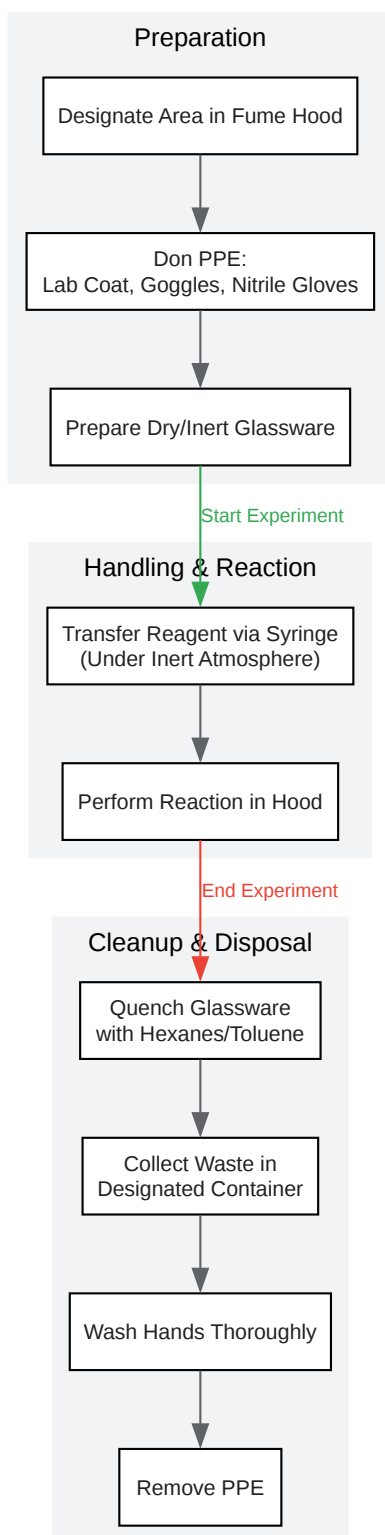 Preparation
Designate Area in Fume Hood
Don PPE:
Lab Coat, Goggles, Nitrile Gloves
Prepare Dry/Inert Glassware
Start Experiment
Handling & Reaction
Transfer Reagent via Syringe
(Under Inert Atmosphere)
Perform Reaction in Hood
End Experiment
Cleanup & Disposal
Quench Glassware
with Hexanes/Toluene
Collect Waste in
Designated Container
Wash Hands Thoroughly
Remove PPE